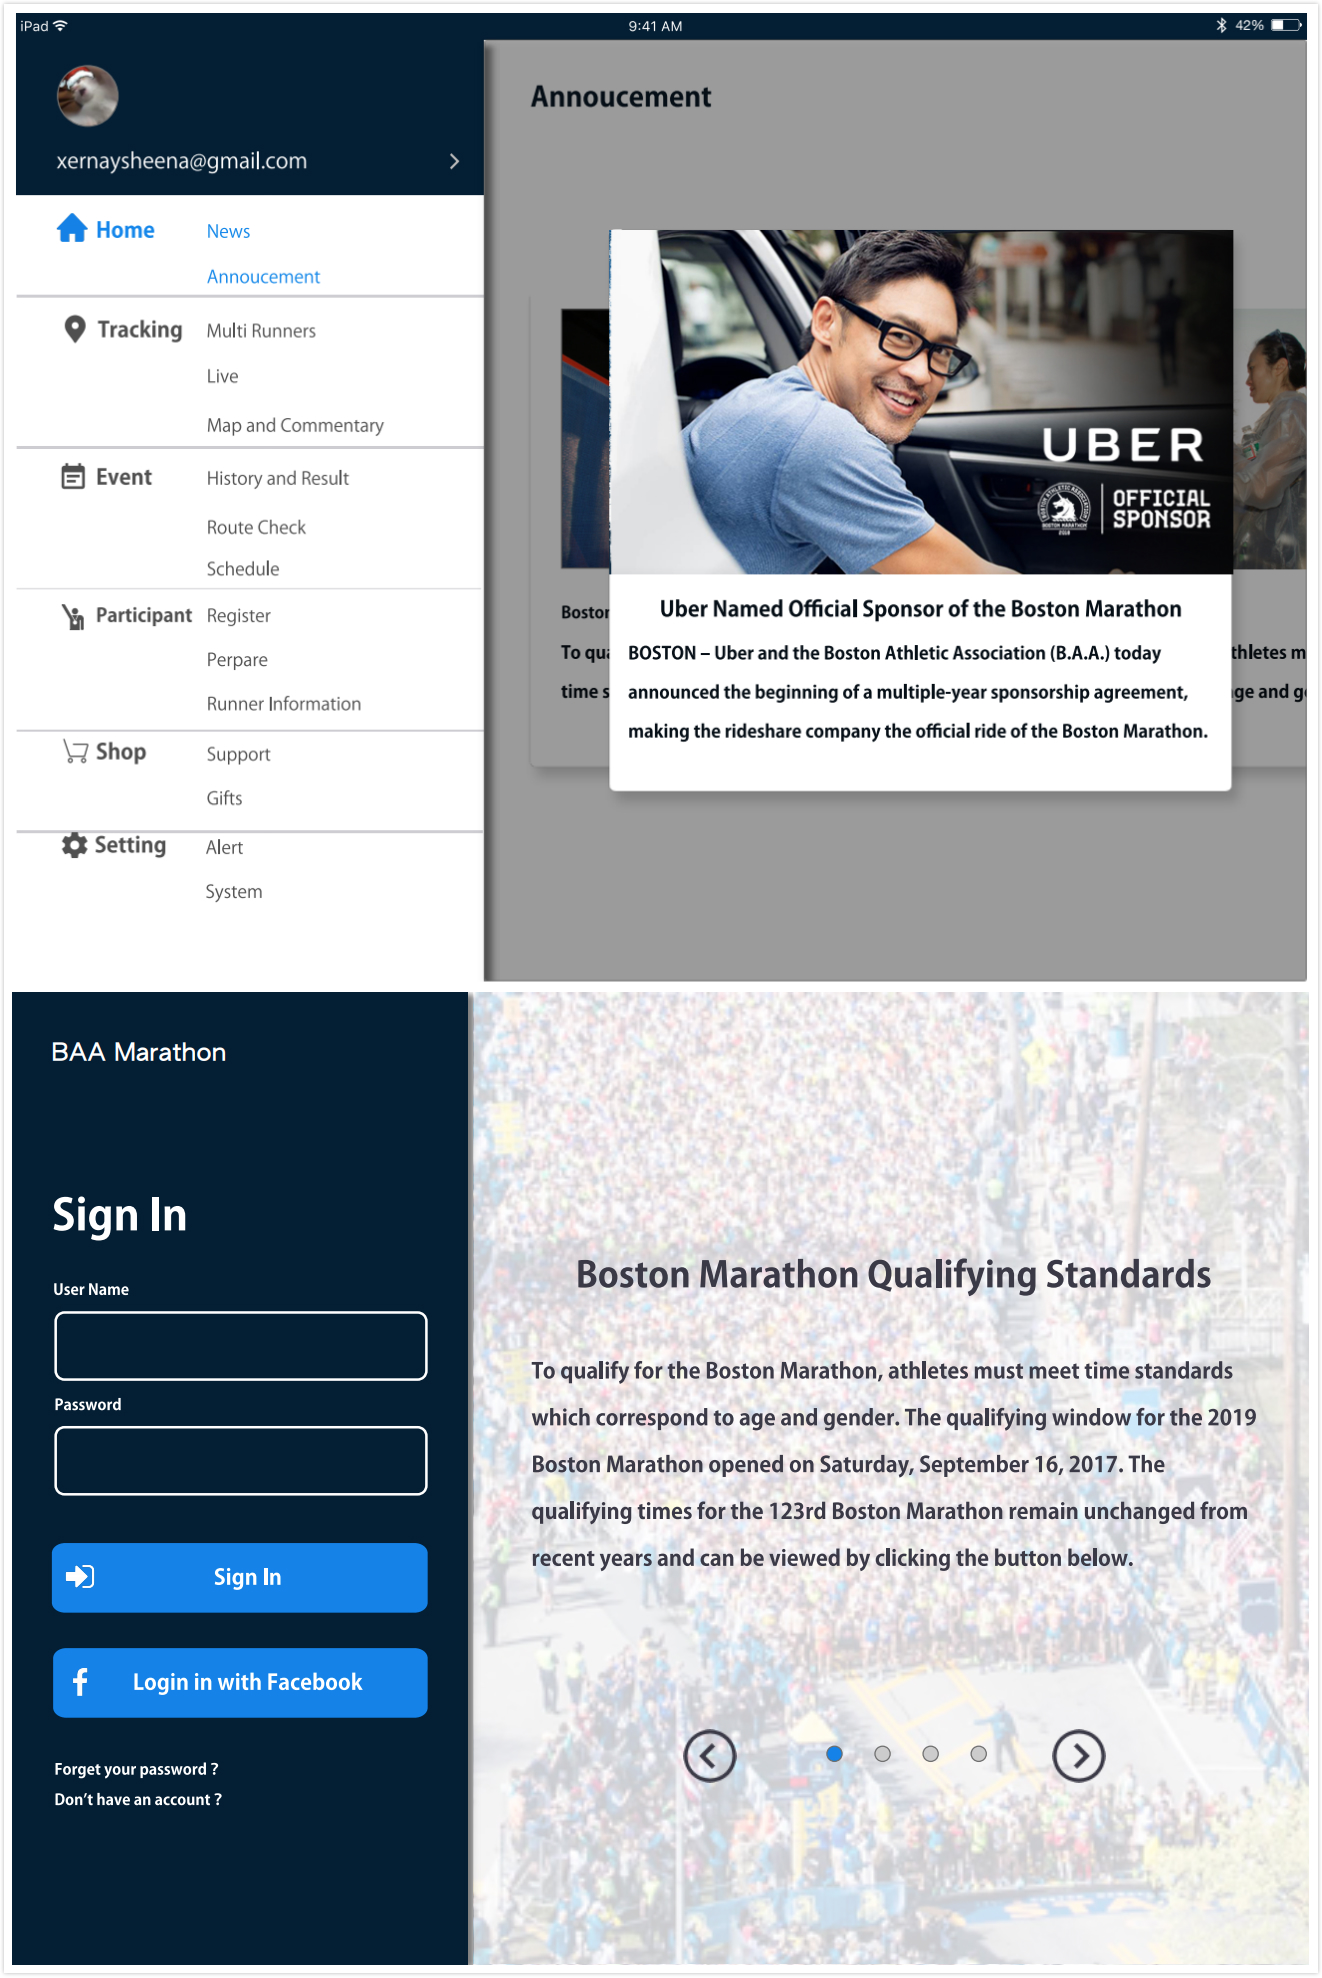 iPad
9:41 AM
42%
xernaysheena@gmail.com
Home
News
Annoucement
Tracking
Multi Runners
Live
Map and Commentary
Event
History and Result
Route Check
Schedule
Participant
Register
Perpare
Runner Information
Shop
Support
Gifts
Setting
Alert
System
Annoucement
UBER
BOSTON MARATHON
2018
OFFICIAL
SPONSOR
Uber Named Official Sponsor of the Boston Marathon
BOSTON – Uber and the Boston Athletic Association (B.A.A.) today
announced the beginning of a multiple-year sponsorship agreement,
making the rideshare company the official ride of the Boston Marathon.
Boston
To qua
time s
thletes m
ge and g
BAA Marathon
Sign In
User Name
Password
Sign In
Login in with Facebook
Forget your password ?
Don't have an account ?
Boston Marathon Qualifying Standards
To qualify for the Boston Marathon, athletes must meet time standards
which correspond to age and gender. The qualifying window for the 2019
Boston Marathon opened on Saturday, September 16, 2017. The
qualifying times for the 123rd Boston Marathon remain unchanged from
recent years and can be viewed by clicking the button below.